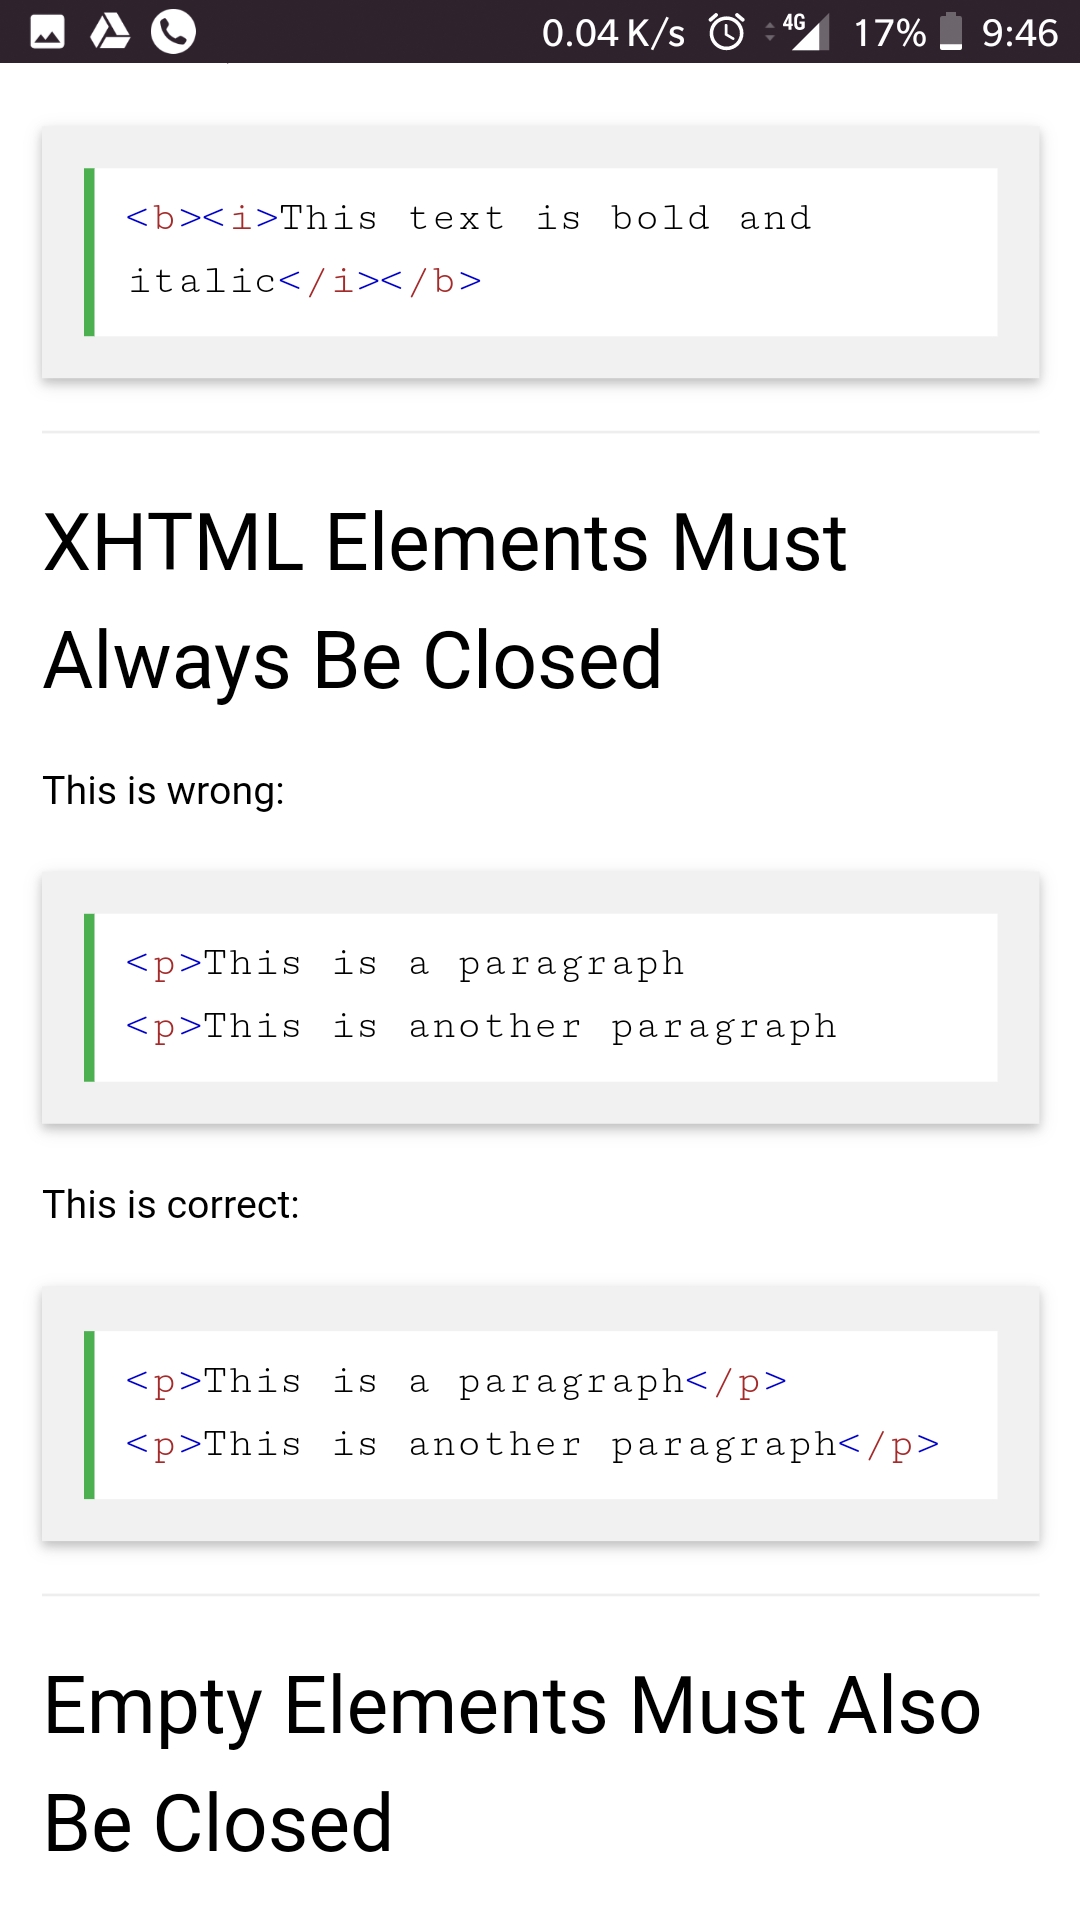 0.04 K/s 4G 17% 9:46
<b><i>This text is bold and
italic</i></b>
XHTML Elements Must
Always Be Closed
This is wrong:
<p>This is a paragraph
<p>This is another paragraph
This is correct:
<p>This is a paragraph</p>
<p>This is another paragraph</p>
Empty Elements Must Also
Be Closed